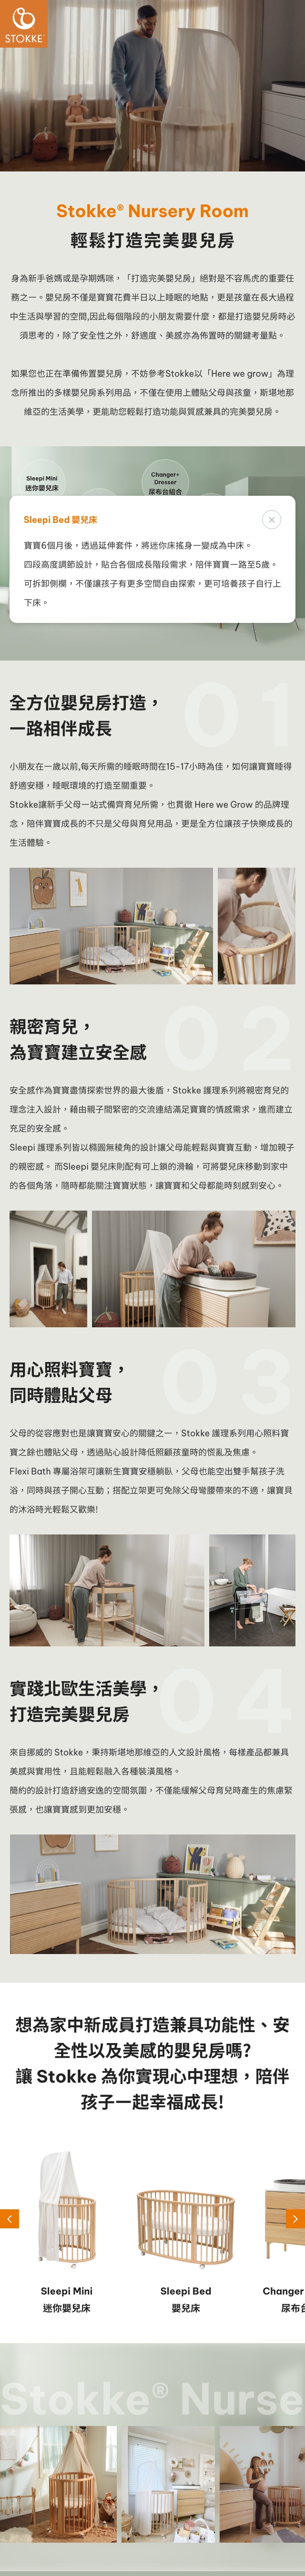 STOKKE
Stokke® Nursery Room
輕鬆打造完美嬰兒房
身為新手爸媽或是孕期媽咪，「打造完美嬰兒房」絕對是不容馬虎的重要任
務之一。嬰兒房不僅是寶寶花費半日以上睡眠的地點，更是孩童在長大過程
中生活與學習的空間,因此每個階段的小朋友需要什麼，都是打造嬰兒房時必
須思考的，除了安全性之外，舒適度、美感亦為佈置時的關鍵考量點。
如果您也正在準備佈置嬰兒房，不妨參考Stokke以「Here we grow」為理
念所推出的多樣嬰兒房系列用品，不僅在使用上體貼父母與孩童，斯堪地那
維亞的生活美學，更能助您輕鬆打造功能與質感兼具的完美嬰兒房。
Sleepi Mini
迷你嬰兒床
Changer+
Dresser
尿布台組合
Sleepi Bed 嬰兒床
寶寶6個月後，透過延伸套件，將迷你床搖身一變成為中床。
四段高度調節設計，貼合各個成長階段需求，陪伴寶寶一路至5歲。
可拆卸側欄，不僅讓孩子有更多空間自由探索，更可培養孩子自行上
下床。
01
全方位嬰兒房打造，
一路相伴成長
小朋友在一歲以前,每天所需的睡眠時間在15-17小時為佳，如何讓寶寶睡得
舒適安穩，睡眠環境的打造至關重要。
Stokke讓新手父母一站式備齊育兒所需，也貫徹 Here we Grow 的品牌理
念，陪伴寶寶成長的不只是父母與育兒用品，更是全方位讓孩子快樂成長的
生活體驗。
02
親密育兒，
為寶寶建立安全感
安全感作為寶寶盡情探索世界的最大後盾，Stokke 護理系列將親密育兒的
理念注入設計，藉由親子間緊密的交流連結滿足寶寶的情感需求，進而建立
充足的安全感。
Sleepi 護理系列皆以橢圓無稜角的設計讓父母能輕鬆與寶寶互動，增加親子
的親密感。 而Sleepi 嬰兒床則配有可上鎖的滑輪，可將嬰兒床移動到家中
的各個角落，隨時都能關注寶寶狀態，讓寶寶和父母都能時刻感到安心。
03
用心照料寶寶，
同時體貼父母
父母的從容應對也是讓寶寶安心的關鍵之一，Stokke 護理系列用心照料寶
寶之餘也體貼父母，透過貼心設計降低照顧孩童時的慌亂及焦慮。
Flexi Bath 專屬浴架可讓新生寶寶安穩躺臥，父母也能空出雙手幫孩子洗
浴，同時與孩子開心互動；搭配立架更可免除父母彎腰帶來的不適，讓寶貝
的沐浴時光輕鬆又歡樂!
04
實踐北歐生活美學，
打造完美嬰兒房
來自挪威的 Stokke，秉持斯堪地那維亞的人文設計風格，每樣產品都兼具
美感與實用性，且能輕鬆融入各種裝潢風格。
簡約的設計打造舒適安逸的空間氛圍，不僅能緩解父母育兒時產生的焦慮緊
張感，也讓寶寶感到更加安穩。
想為家中新成員打造兼具功能性、安
全性以及美感的嬰兒房嗎?
讓 Stokke 為你實現心中理想，陪伴
孩子一起幸福成長!
Sleepi Mini
迷你嬰兒床
Sleepi Bed
嬰兒床
Changer
尿布台
Stokke® Nurse